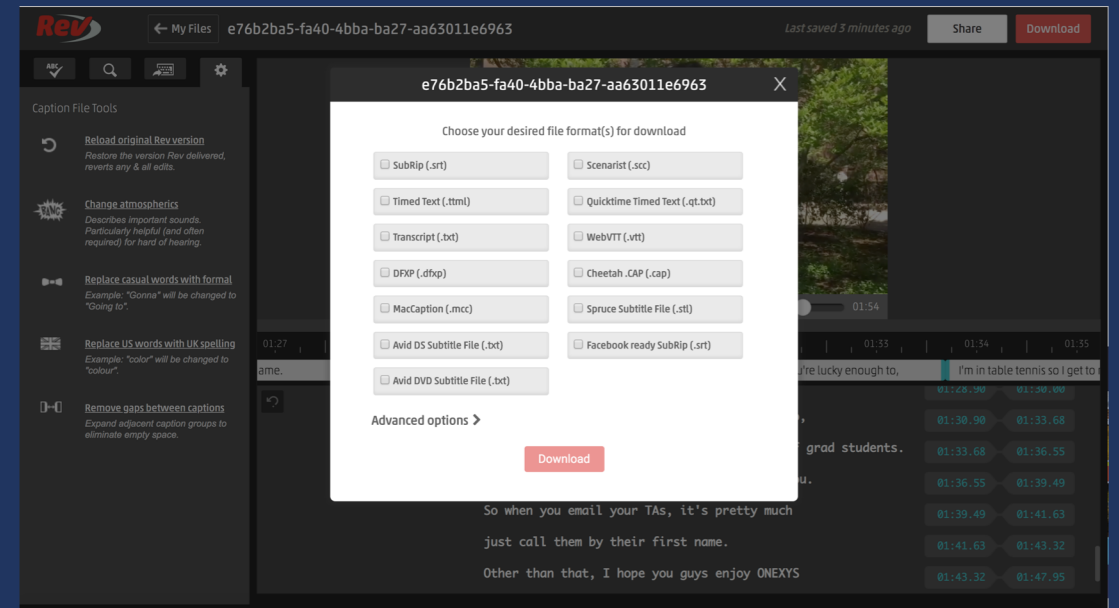 Rev
← My Files
e76b2ba5-fa40-4bba-ba27-aa63011e6963
Last saved 3 minutes ago
Share
Download
ABC
Caption File Tools
Reload original Rev version
Restore the version Rev delivered,
reverts any & all edits.
Change atmospherics
Describes important sounds.
Particularly helpful (and often
required) for hard of hearing.
Replace casual words with formal
Example: "Gonna" will be changed to
"Going to".
Replace US words with UK spelling
Example: "color" will be changed to
"colour".
Remove gaps between captions
Expand adjacent caption groups to
eliminate empty space.
e76b2ba5-fa40-4bba-ba27-aa63011e6963 X
Choose your desired file format(s) for download
SubRip (.srt)
Scenarist (.scc)
Timed Text (.ttml)
Quicktime Timed Text (.qt.txt)
Transcript (.txt)
WebVTT (.vtt)
DFXP (.dfxp)
Cheetah .CAP (.cap)
MacCaption (.mcc)
Spruce Subtitle File (.stl)
Avid DS Subtitle File (.txt)
Facebook ready SubRip (.srt)
Avid DVD Subtitle File (.txt)
Advanced options
Download
01:54
01:27
01:33
01:34
01:35
ame.
u're lucky enough to,
I'm in table tennis so I get to
01:28.90 01:30.00
01:30.90 01:33.68
grad students.
01:33.68 01:36.55
u.
01:36.55 01:39.49
So when you email your TAs, it's pretty much
01:39.49 01:41.63
just call them by their first name.
01:41.63 01:43.32
Other than that, I hope you guys enjoy ONEXYS
01:43.32 01:47.95